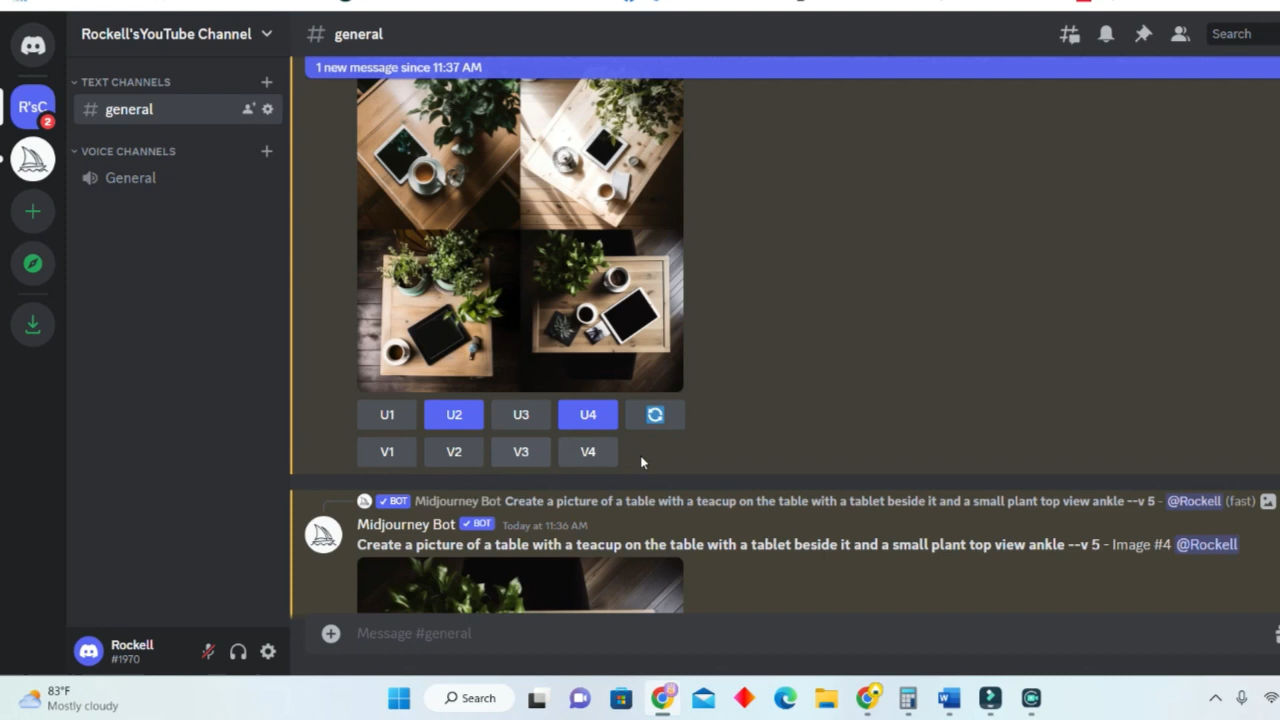 Rockell'sYouTube Channel
general
Search
1 new message since 11:37 AM
TEXT CHANNELS
general
R'sC
2
VOICE CHANNELS
General
U1 U2 U3 U4
V1 V2 V3 V4
✓ BOT Midjourney Bot Create a picture of a table with a teacup on the table with a tablet beside it and a small plant top view ankle --v 5 - @Rockell (fast)
Midjourney Bot ✓ BOT Today at 11:36 AM
Create a picture of a table with a teacup on the table with a tablet beside it and a small plant top view ankle --v 5 - Image #4 @Rockell
Message #general
Rockell
#1970
83°F
Mostly cloudy
Search